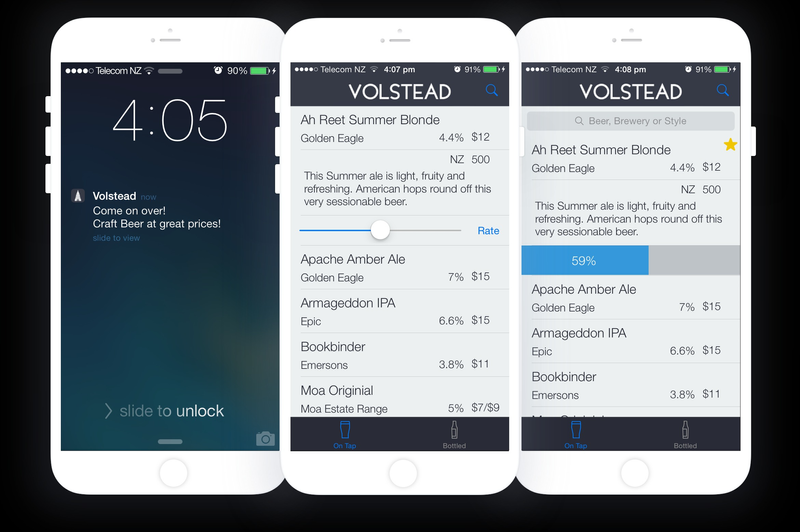 Telecom NZ 90%
4:05
Volstead now
Come on over!
Craft Beer at great prices!
slide to view
slide to unlock
Telecom NZ 4:07 pm 91%
VOLSTEAD
Ah Reet Summer Blonde
Golden Eagle 4.4% $12
NZ 500
This Summer ale is light, fruity and
refreshing. American hops round off this
very sessionable beer.
Rate
Apache Amber Ale
Golden Eagle 7% $15
Armageddon IPA
Epic 6.6% $15
Bookbinder
Emersons 3.8% $11
Moa Originial
Moa Estate Range 5% $7/$9
On Tap Bottled
Telecom NZ 4:08 pm 91%
VOLSTEAD
Beer, Brewery or Style
Ah Reet Summer Blonde
Golden Eagle 4.4% $12
NZ 500
This Summer ale is light, fruity and
refreshing. American hops round off this
very sessionable beer.
59%
Apache Amber Ale
Golden Eagle 7% $15
Armageddon IPA
Epic 6.6% $15
Bookbinder
Emersons 3.8% $11
On Tap Bottled